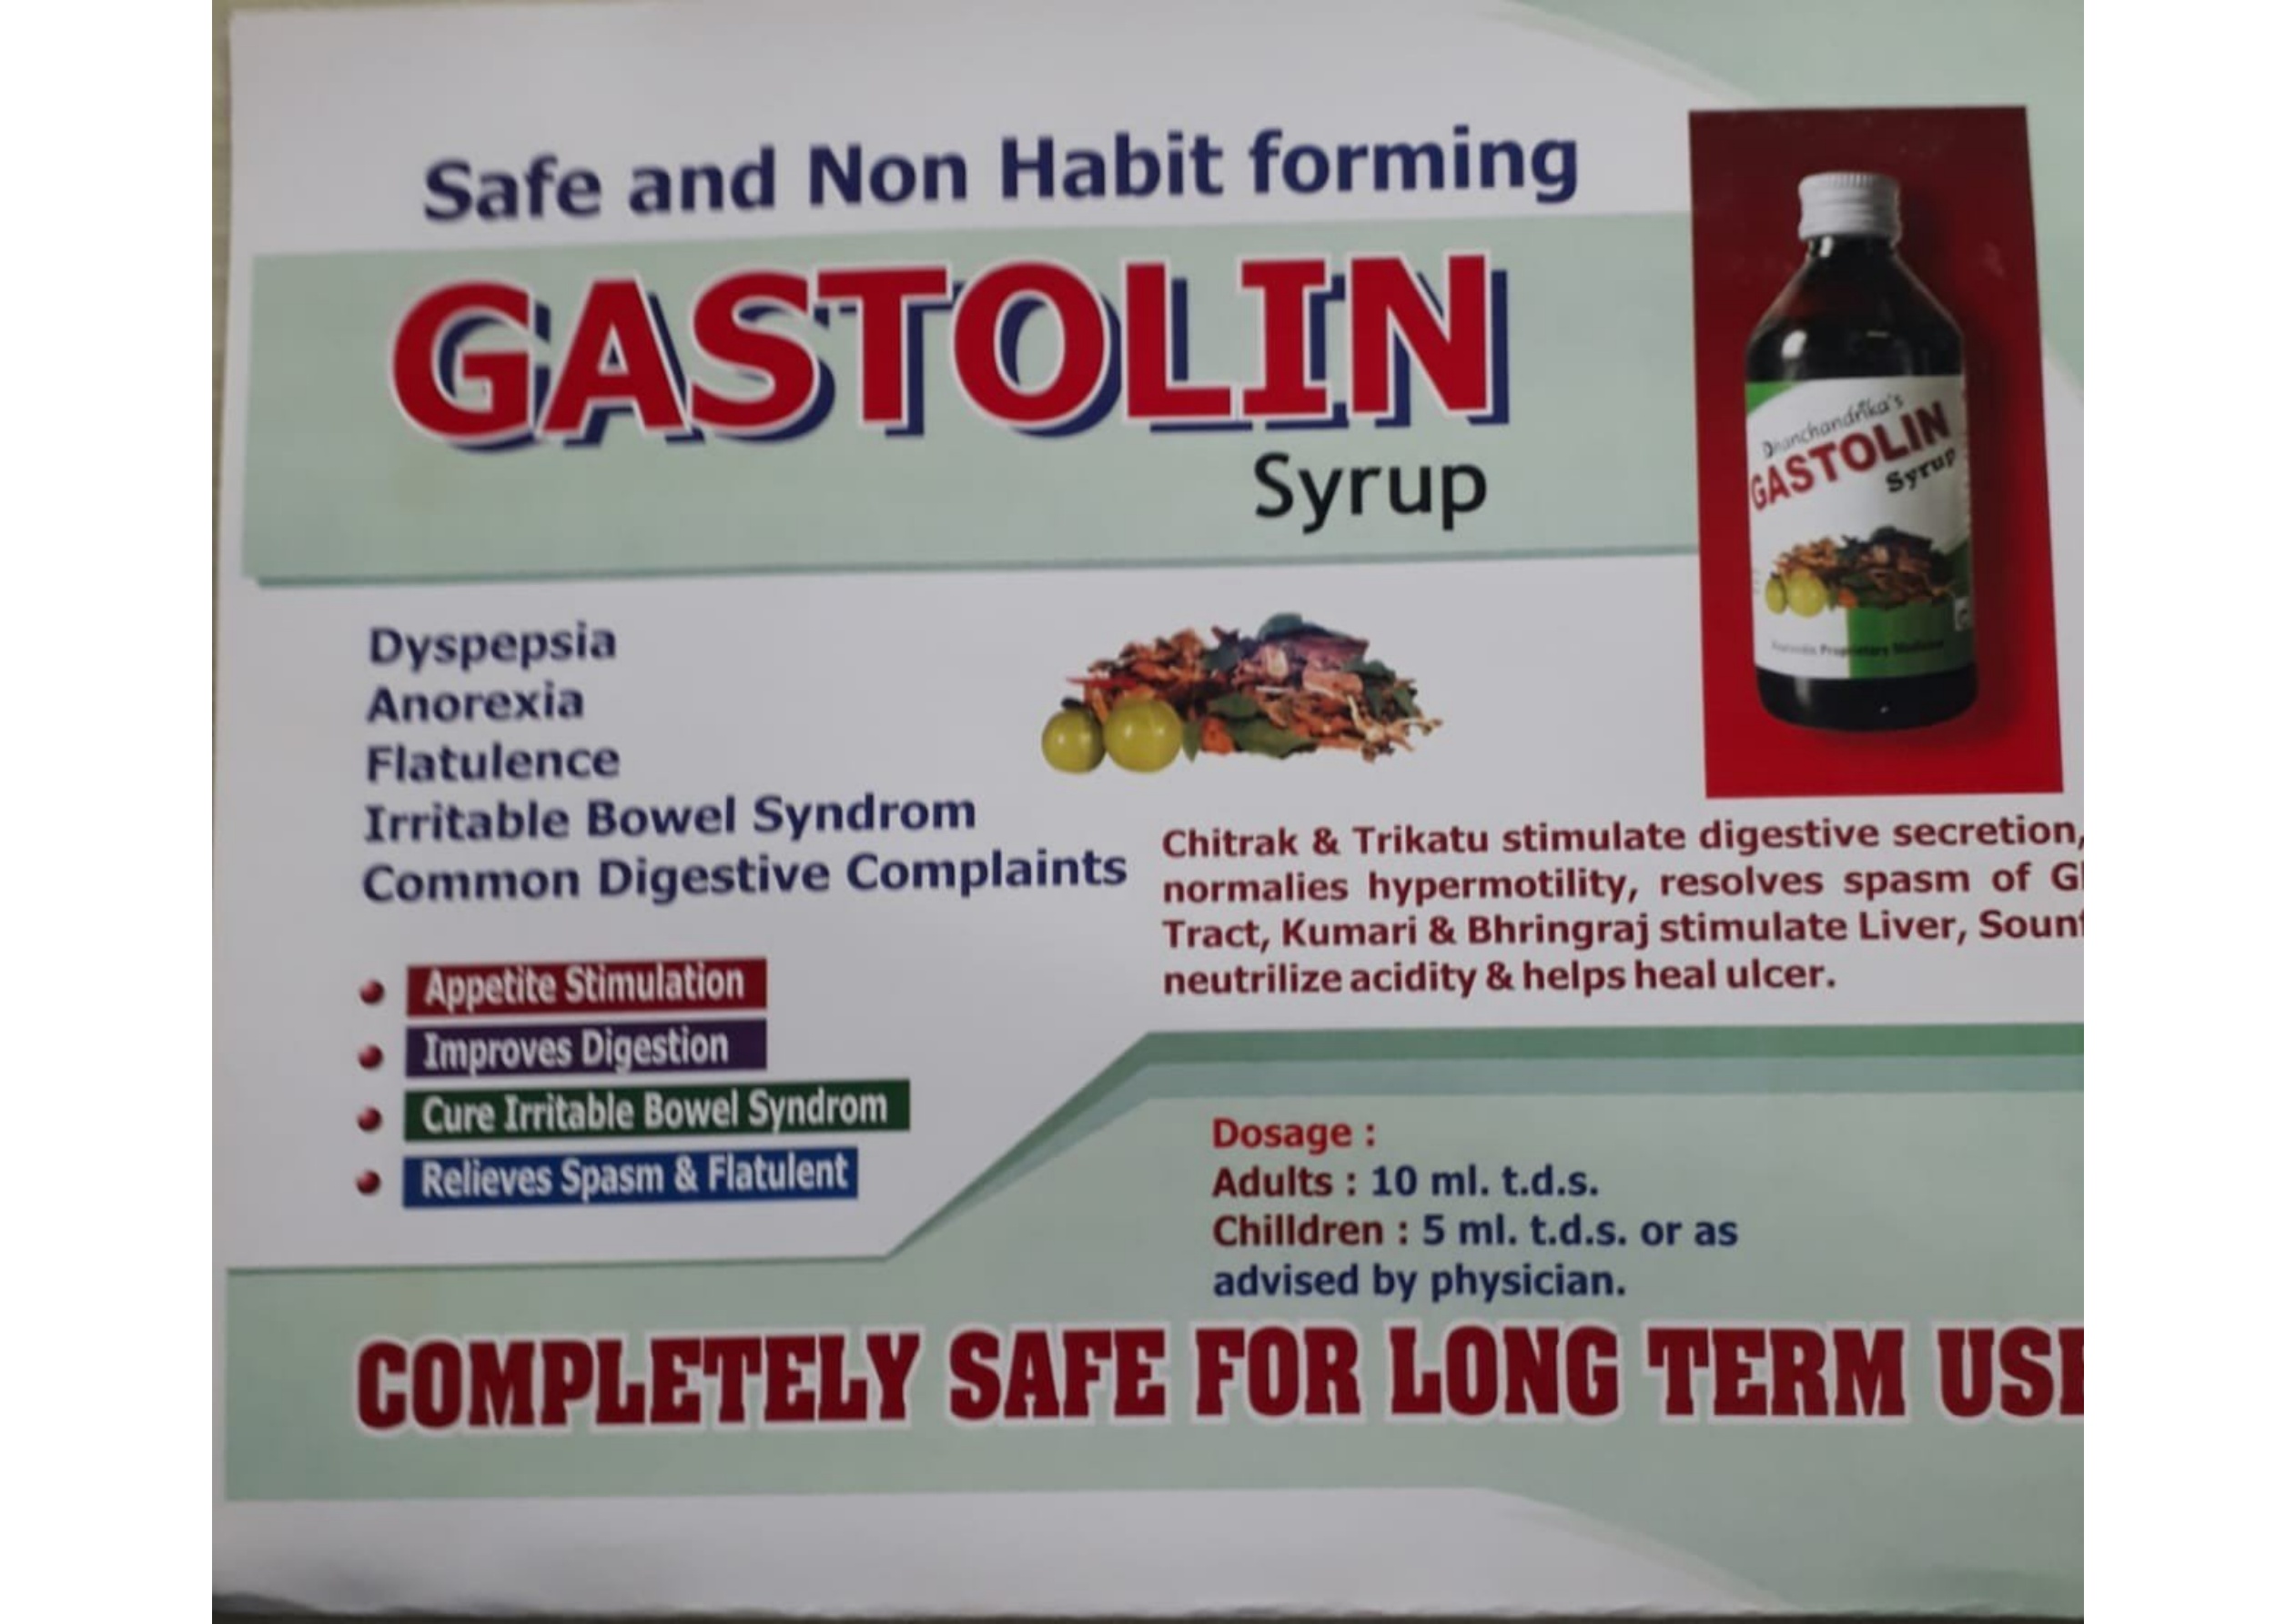 Safe and Non Habit forming
GASTOLIN
Syrup
Dhanchandrika's
GASTOLIN
Syrup
Proprietary Medicine
Dyspepsia
Anorexia
Flatulence
Irritable Bowel Syndrom
Common Digestive Complaints
Chitrak & Trikatu stimulate digestive secretion,
normalies hypermotility, resolves spasm of
Tract, Kumari & Bhringraj stimulate Liver,
neutrilize acidity & helps heal ulcer.
Appetite Stimulation
Improves Digestion
Cure Irritable Bowel Syndrom
Relieves Spasm & Flatulent
Dosage :
Adults : 10 ml. t.d.s.
Chilldren : 5 ml. t.d.s. or as
advised by physician.
COMPLETELY SAFE FOR LONG TERM